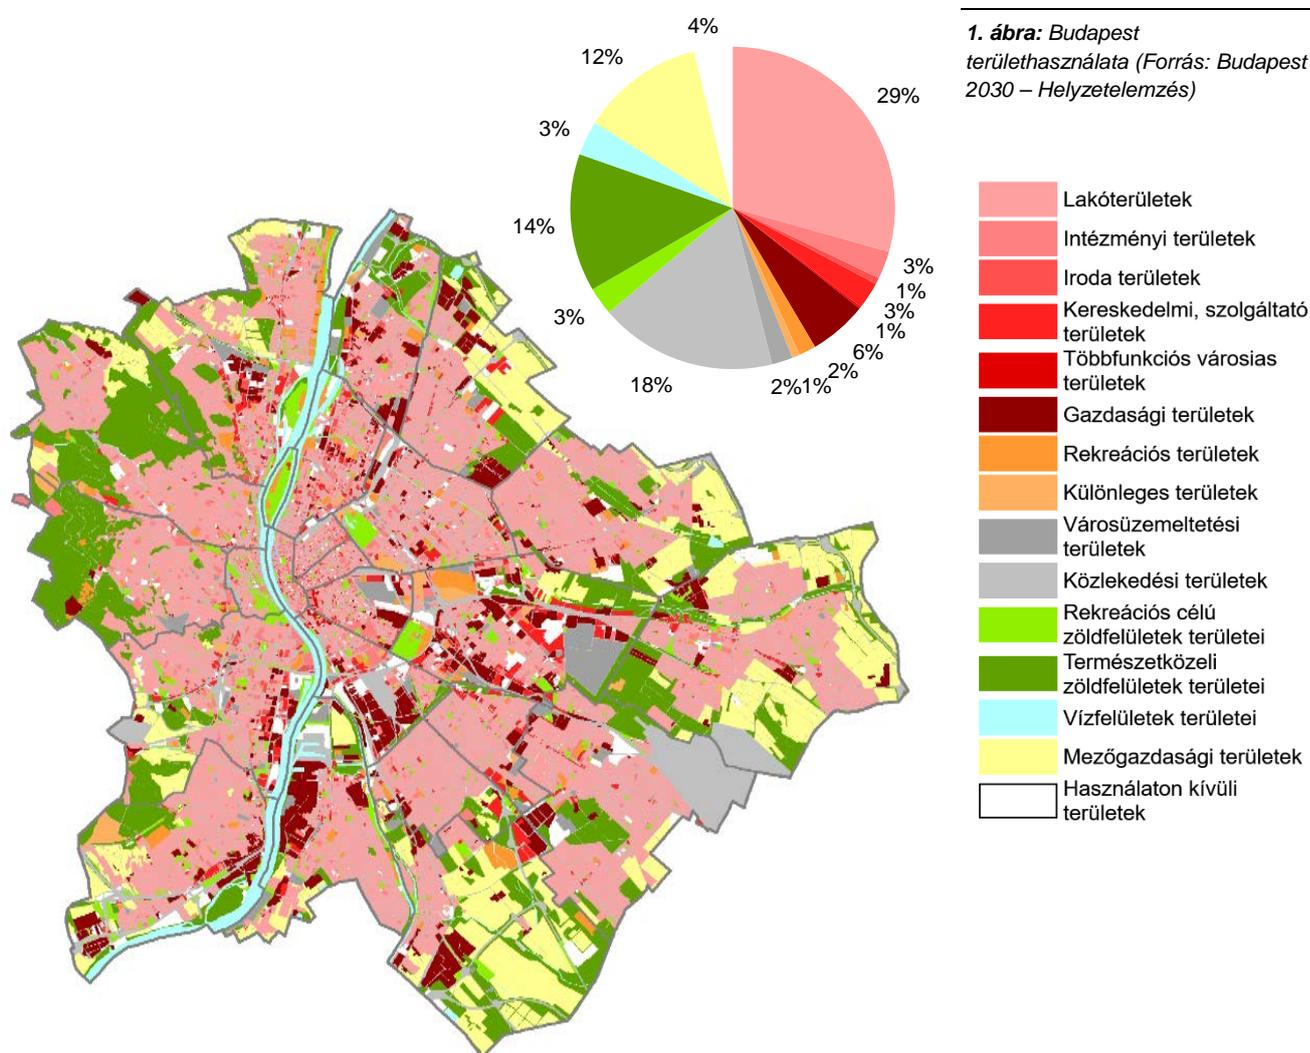 1. ábra: Budapest
területhasználata (Forrás: Budapest
2030 – Helyzetelemzés)
4%
12%
29%
3%
14%
3%
3%
1%
3%
1%
6%
2%
2%1%
18%
Lakóterületek
Intézményi területek
Iroda területek
Kereskedelmi, szolgáltató
területek
Többfunkciós városias
területek
Gazdasági területek
Rekreációs területek
Különleges területek
Városüzemeltetési
területek
Közlekedési területek
Rekreációs célú
zöldfelületek területei
Természetközeli
zöldfelületek területei
Vízfelületek területei
Mezőgazdasági területek
Használaton kívüli
területek